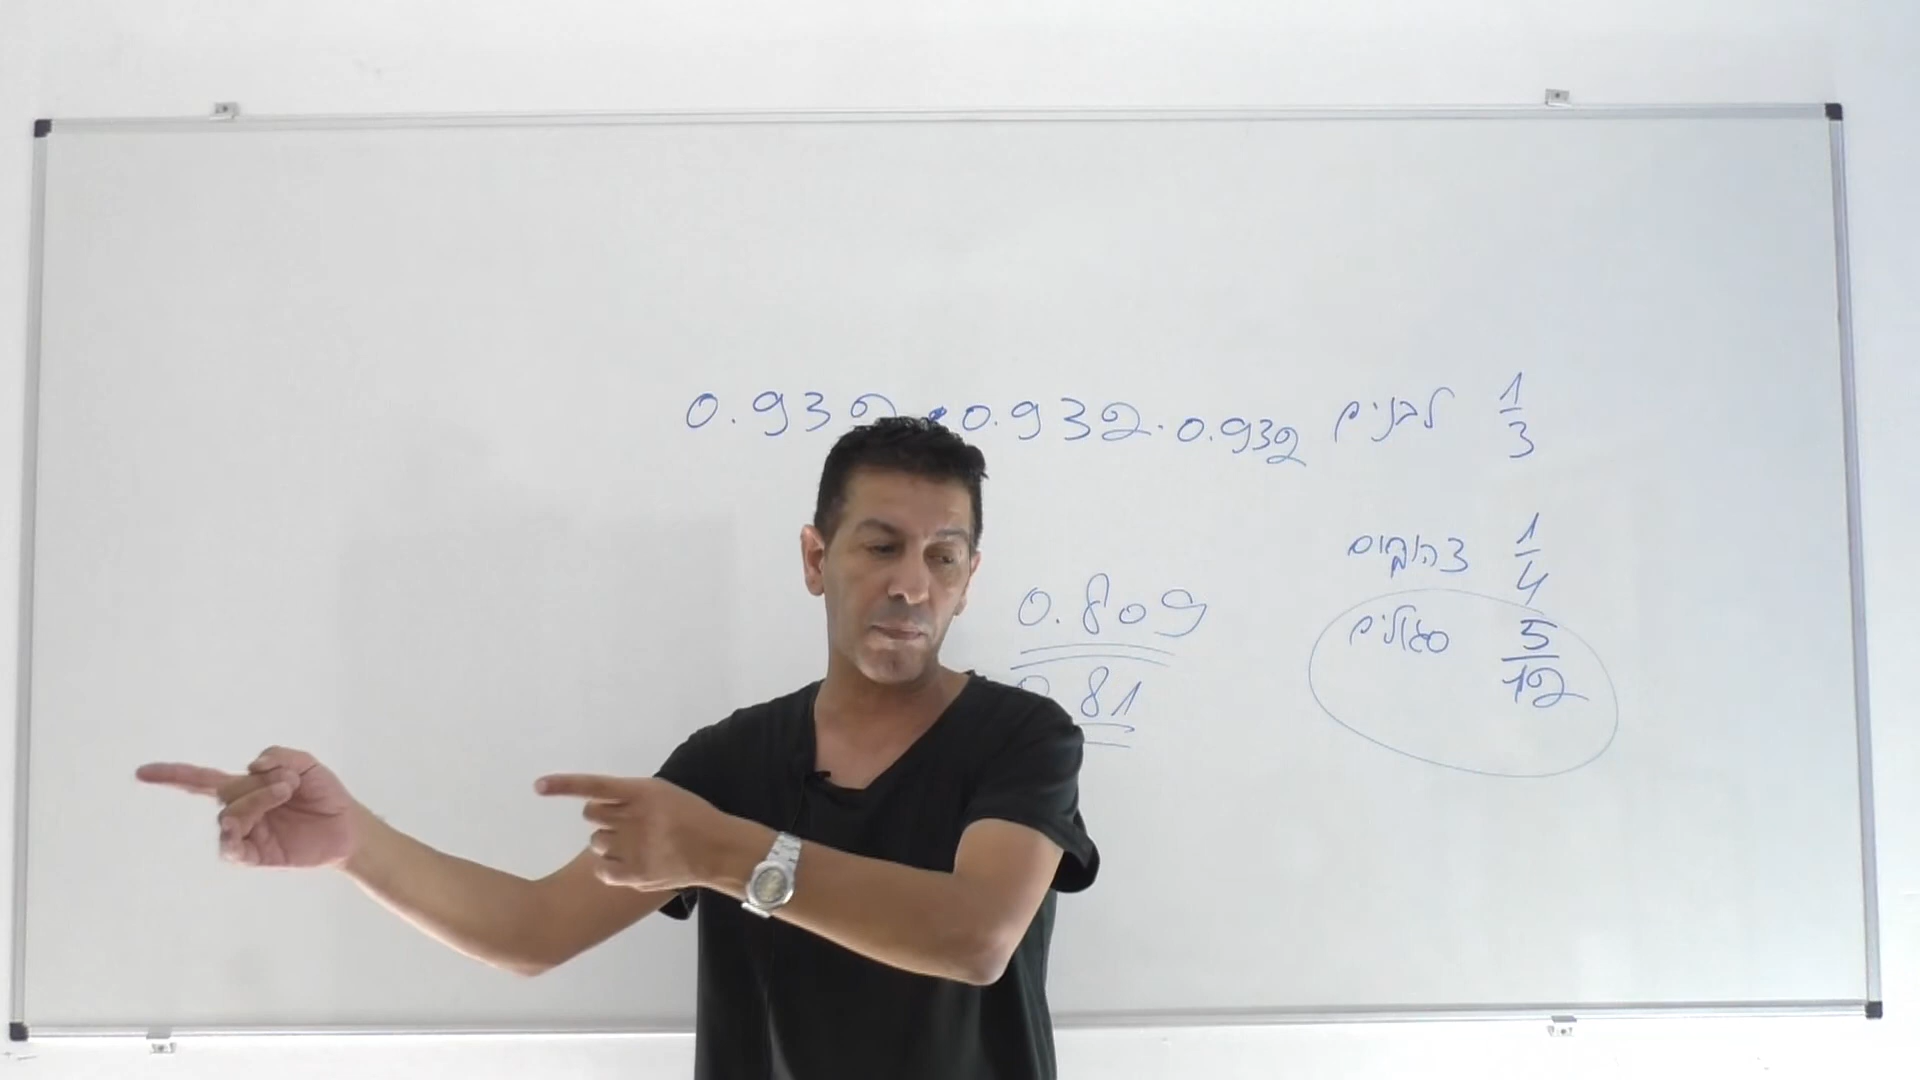 0.932 · 0.932 · 0.932
לבנים 1/3
צהובים 1/4
0.809
סגולים 5/12
0.81